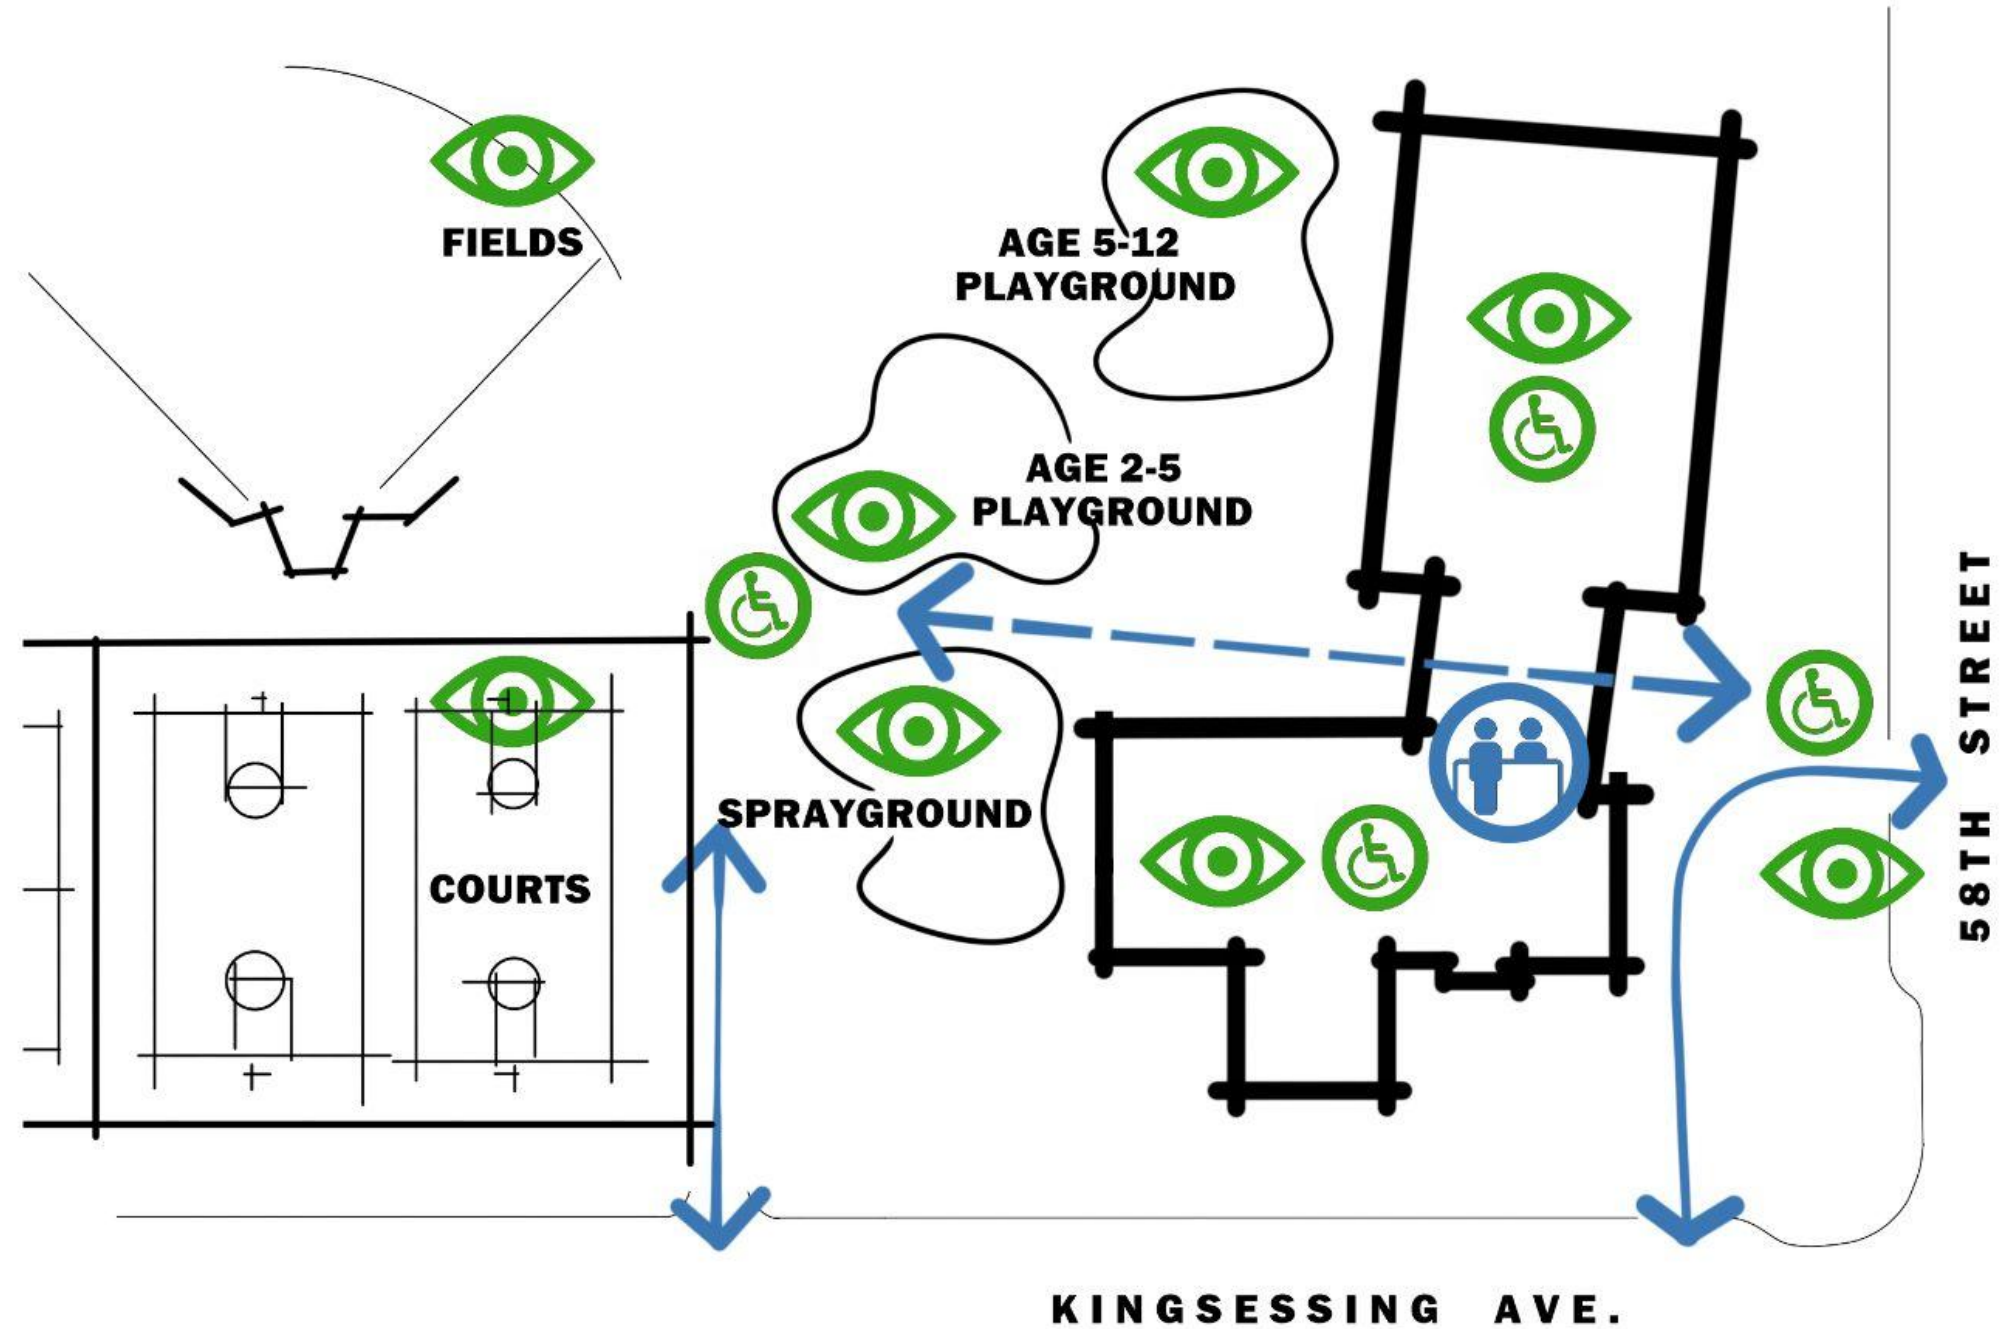 FIELDS
AGE 5-12
PLAYGROUND
AGE 2-5
PLAYGROUND
SPRAYGROUND
COURTS
58TH STREET
KINGSESSING AVE.